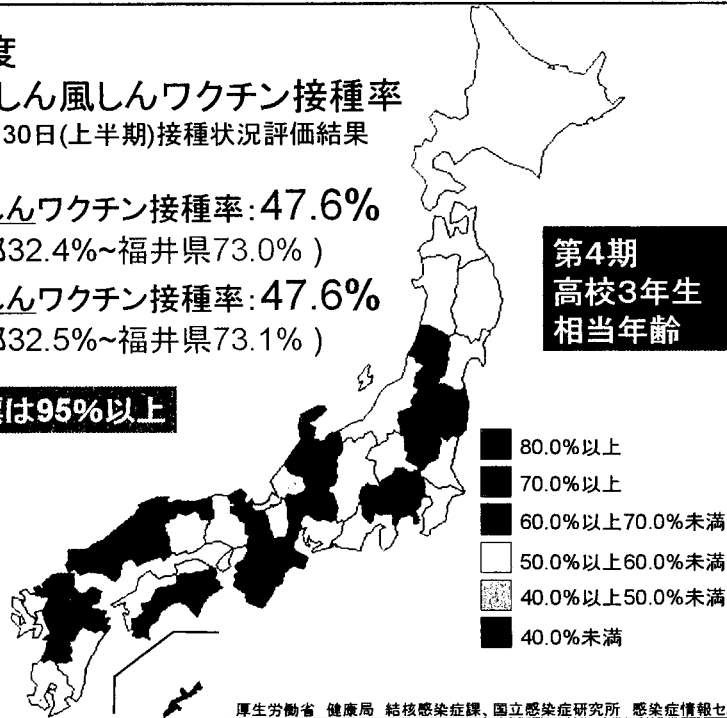 度
しん風しんワクチン接種率
30日(上半期)接種状況評価結果
しんワクチン接種率:47.6%
32.4%~福井県73.0% )
しんワクチン接種率:47.6%
32.5%~福井県73.1% )
は95%以上
第4期
高校3年生
相当年齢
80.0%以上
70.0%以上
60.0%以上70.0%未満
50.0%以上60.0%未満
40.0%以上50.0%未満
40.0%未満
厚生労働省 健康局 結核感染症課、国立感染症研究所 感染症情報セ